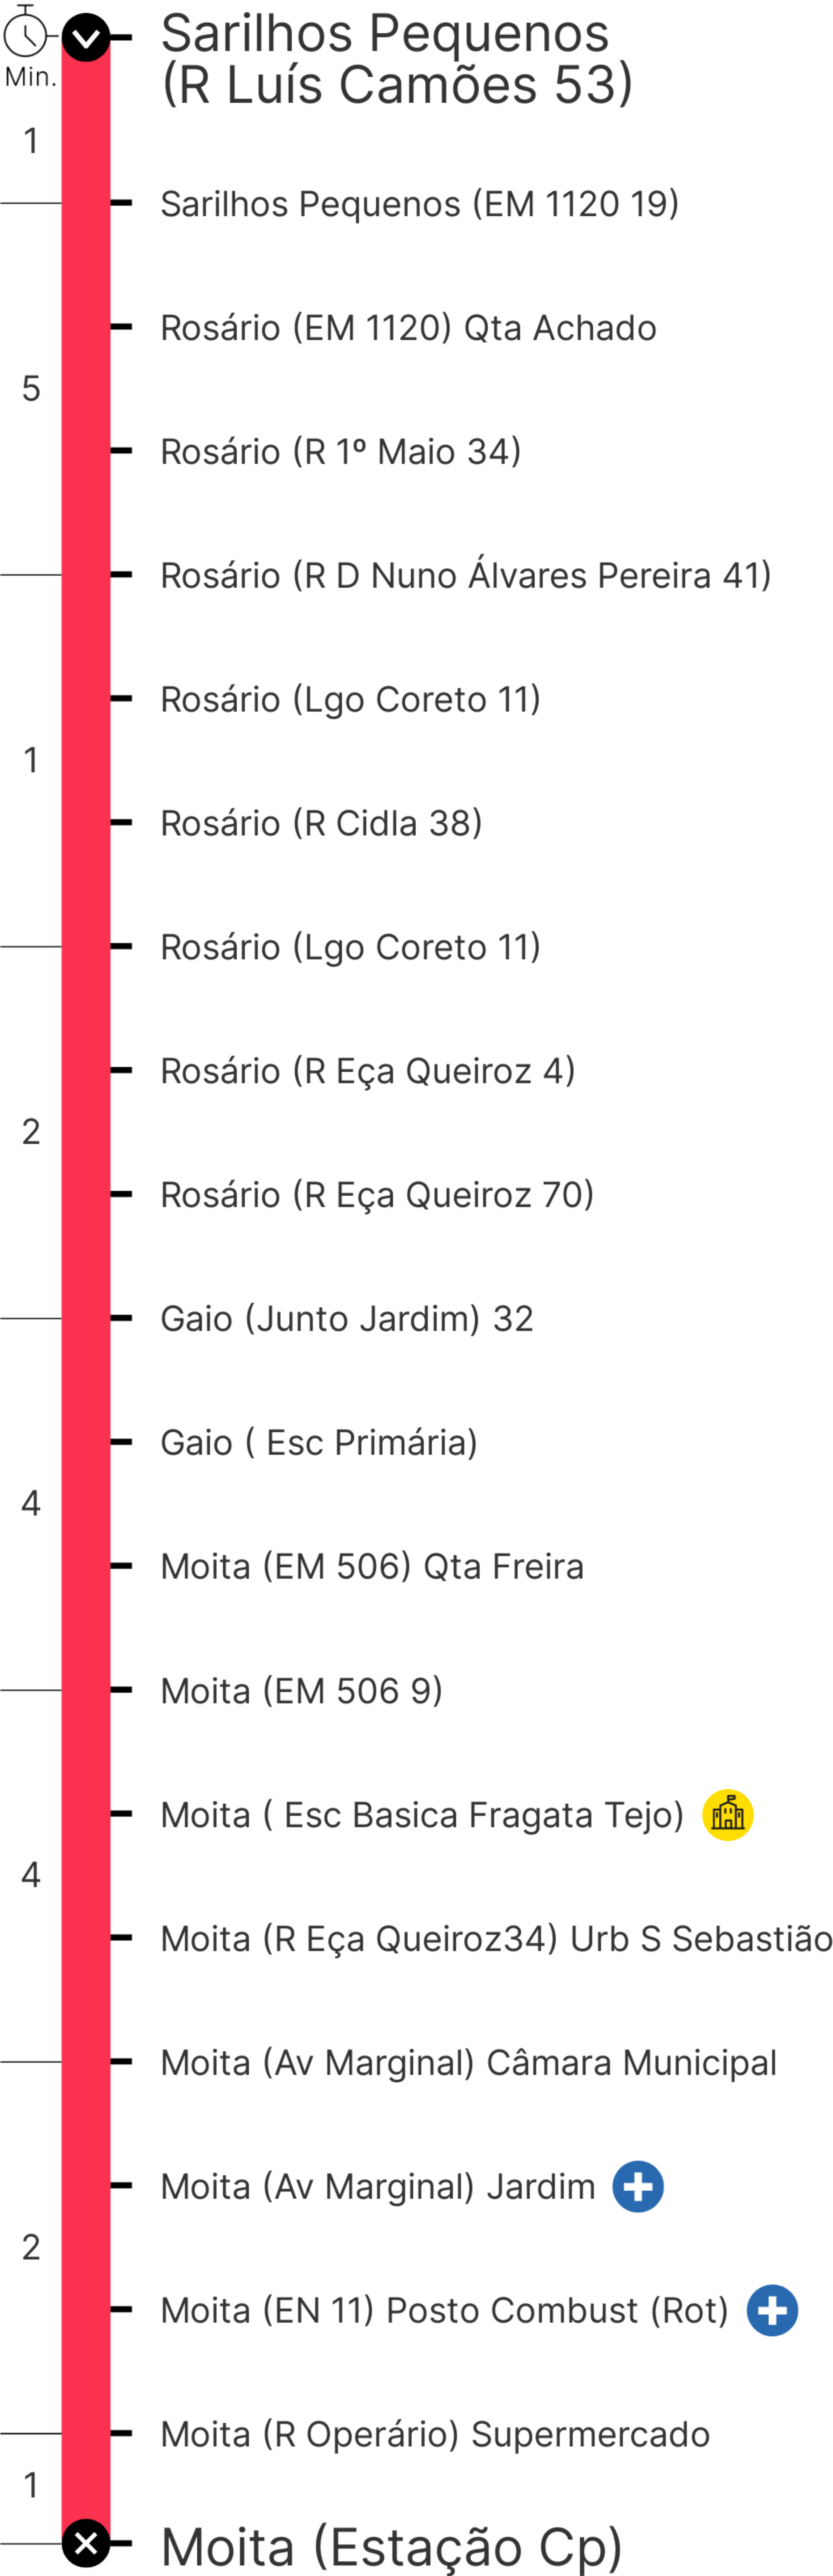 Sarilhos Pequenos
(R Luís Camões 53)
Min.
1
Sarilhos Pequenos (EM 1120 19)
Rosário (EM 1120) Qta Achado
5
Rosário (R 1º Maio 34)
Rosário (R D Nuno Álvares Pereira 41)
Rosário (Lgo Coreto 11)
1
Rosário (R Cidla 38)
Rosário (Lgo Coreto 11)
Rosário (R Eça Queiroz 4)
2
Rosário (R Eça Queiroz 70)
Gaio (Junto Jardim) 32
Gaio ( Esc Primária)
4
Moita (EM 506) Qta Freira
Moita (EM 506 9)
Moita ( Esc Basica Fragata Tejo)
4
Moita (R Eça Queiroz34) Urb S Sebastião
Moita (Av Marginal) Câmara Municipal
Moita (Av Marginal) Jardim
2
Moita (EN 11) Posto Combust (Rot)
Moita (R Operário) Supermercado
1
Moita (Estação Cp)